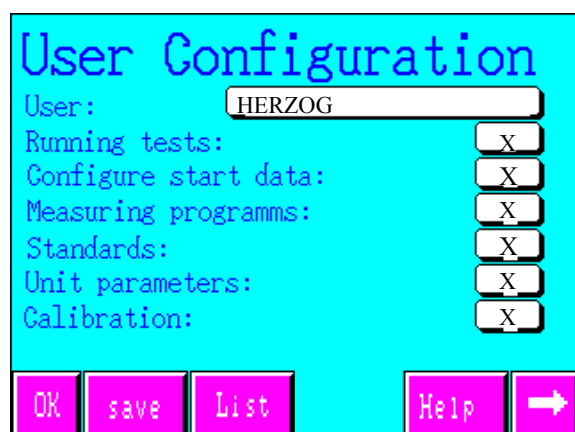 User Configuration
User: HERZOG
Running tests: X
Configure start data: X
Measuring programms: X
Standards: X
Unit parameters: X
Calibration: X
OK save List Help